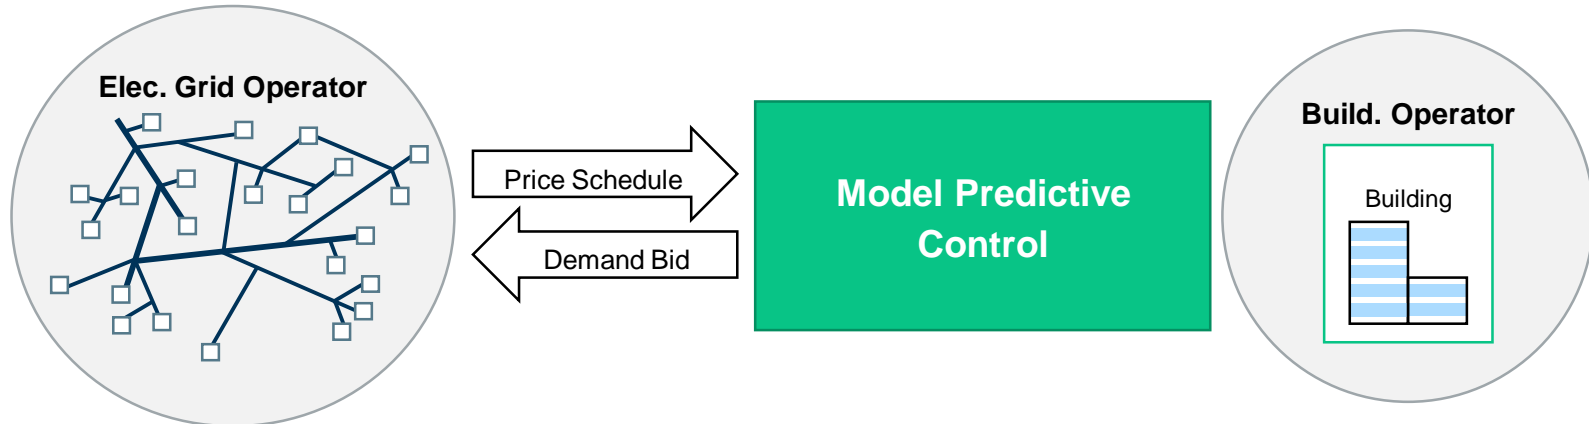 Elec. Grid Operator
Price Schedule
Demand Bid
Model Predictive
Control
Build. Operator
Building